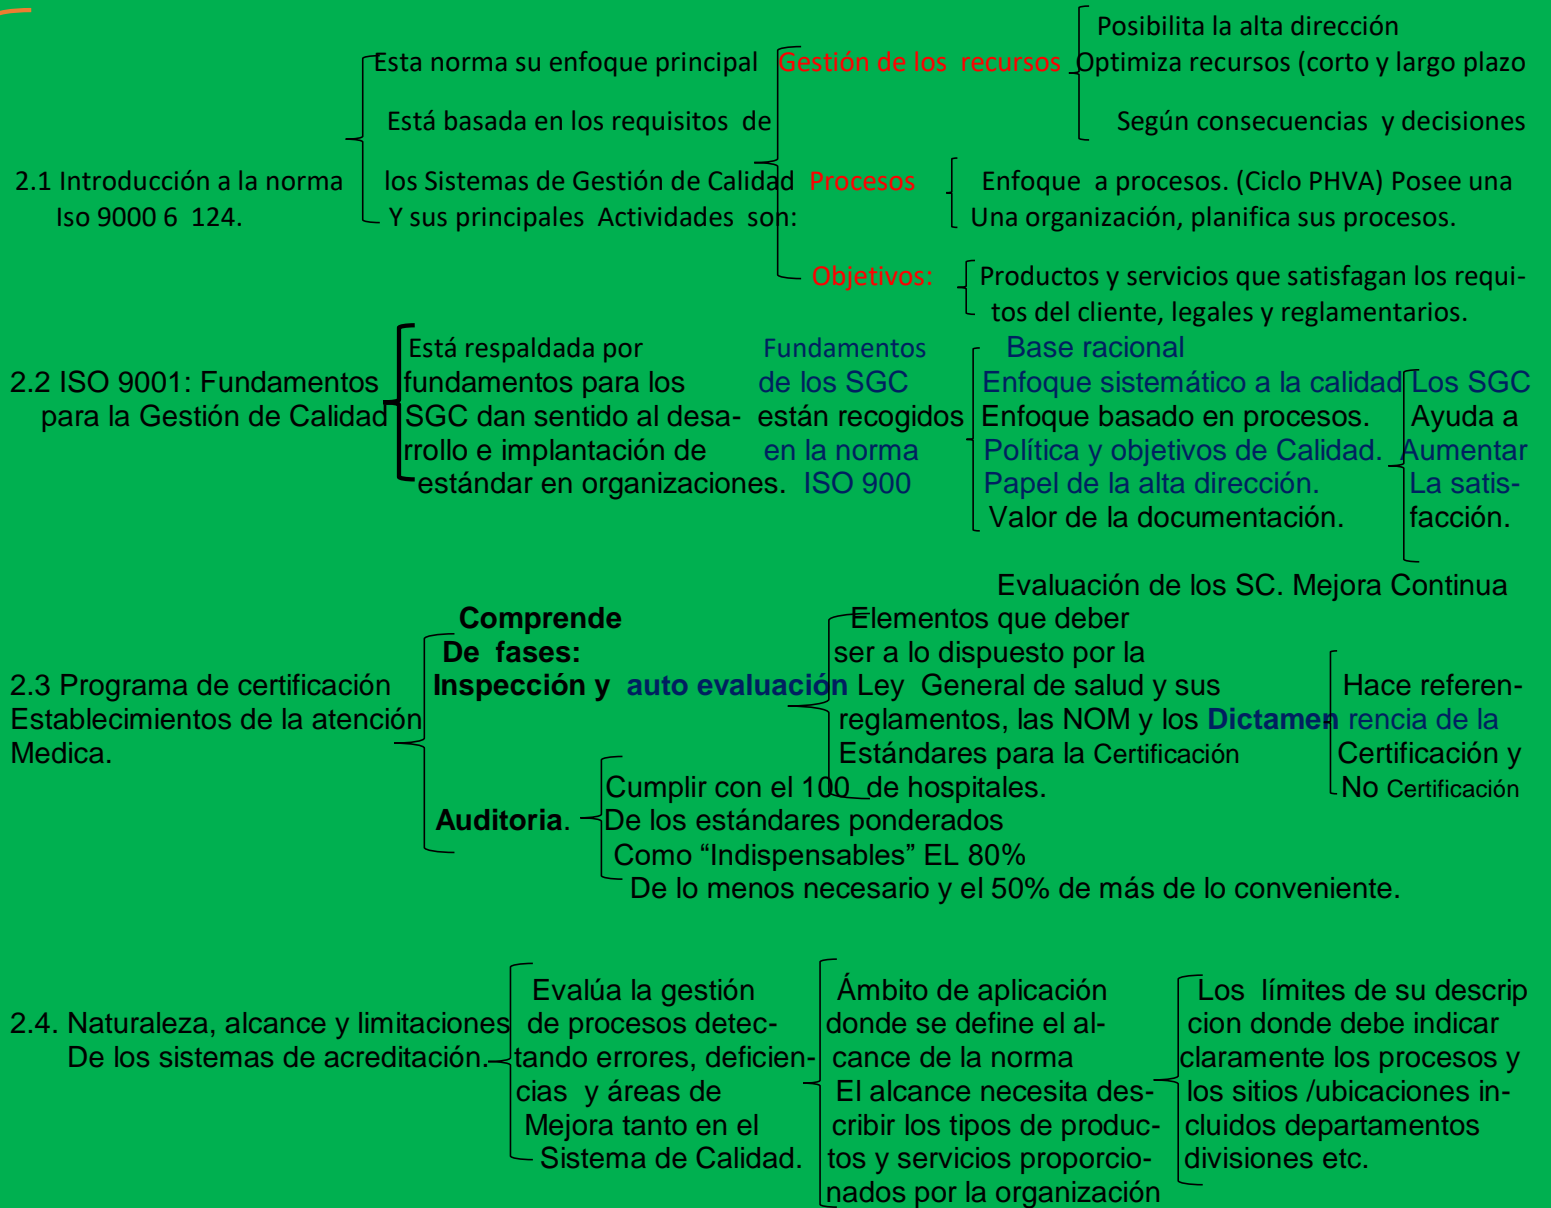 Posibilita la alta dirección
Esta norma su enfoque principal Gestión de los recursos Optimiza recursos (corto y largo plazo
Está basada en los requisitos de Según consecuencias y decisiones
2.1 Introducción a la norma los Sistemas de Gestión de Calidad Procesos Enfoque a procesos. (Ciclo PHVA) Posee una
Iso 9000 6 124. Y sus principales Actividades son: Una organización, planifica sus procesos.
Objetivos: Productos y servicios que satisfagan los requi-
tos del cliente, legales y reglamentarios.
Está respaldada por Fundamentos Base racional
2.2 ISO 9001: Fundamentos fundamentos para los de los SGC Enfoque sistemático a la calidad Los SGC
para la Gestión de Calidad SGC dan sentido al desa- están recogidos Enfoque basado en procesos. Ayuda a
rrollo e implantación de en la norma Política y objetivos de Calidad. Aumentar
estándar en organizaciones. ISO 900 Papel de la alta dirección. La satis-
Valor de la documentación. facción.
Evaluación de los SC. Mejora Continua
Comprende Elementos que deber
De fases: ser a lo dispuesto por la
2.3 Programa de certificación Inspección y auto evaluación Ley General de salud y sus Hace referen-
Establecimientos de la atención reglamentos, las NOM y los Dictamen rencia de la
Medica. Estándares para la Certificación Certificación y
Cumplir con el 100 de hospitales. No Certificación
Auditoria. De los estándares ponderados
Como “Indispensables” EL 80%
De lo menos necesario y el 50% de más de lo conveniente.
Evalúa la gestión Ámbito de aplicación Los límites de su descrip
2.4. Naturaleza, alcance y limitaciones de procesos detec- donde se define el al- cion donde debe indicar
De los sistemas de acreditación. tando errores, deficien- cance de la norma claramente los procesos y
cias y áreas de El alcance necesita des- los sitios /ubicaciones in-
Mejora tanto en el cribir los tipos de produc- cluidos departamentos
Sistema de Calidad. tos y servicios proporcio- divisiones etc.
nados por la organización